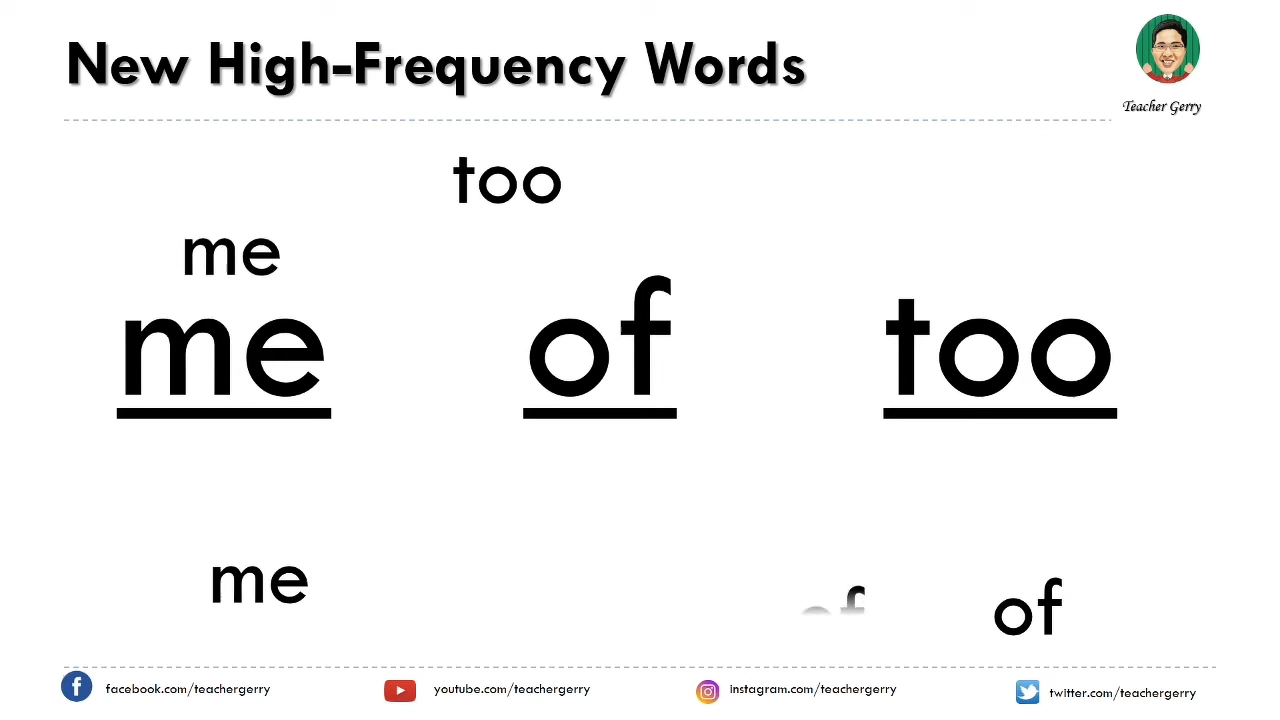 New High-Frequency Words
Teacher Gerry
too
me
me of too
me
of of
facebook.com/teachergerry youtube.com/teachergerry instagram.com/teachergerry twitter.com/teachergerry